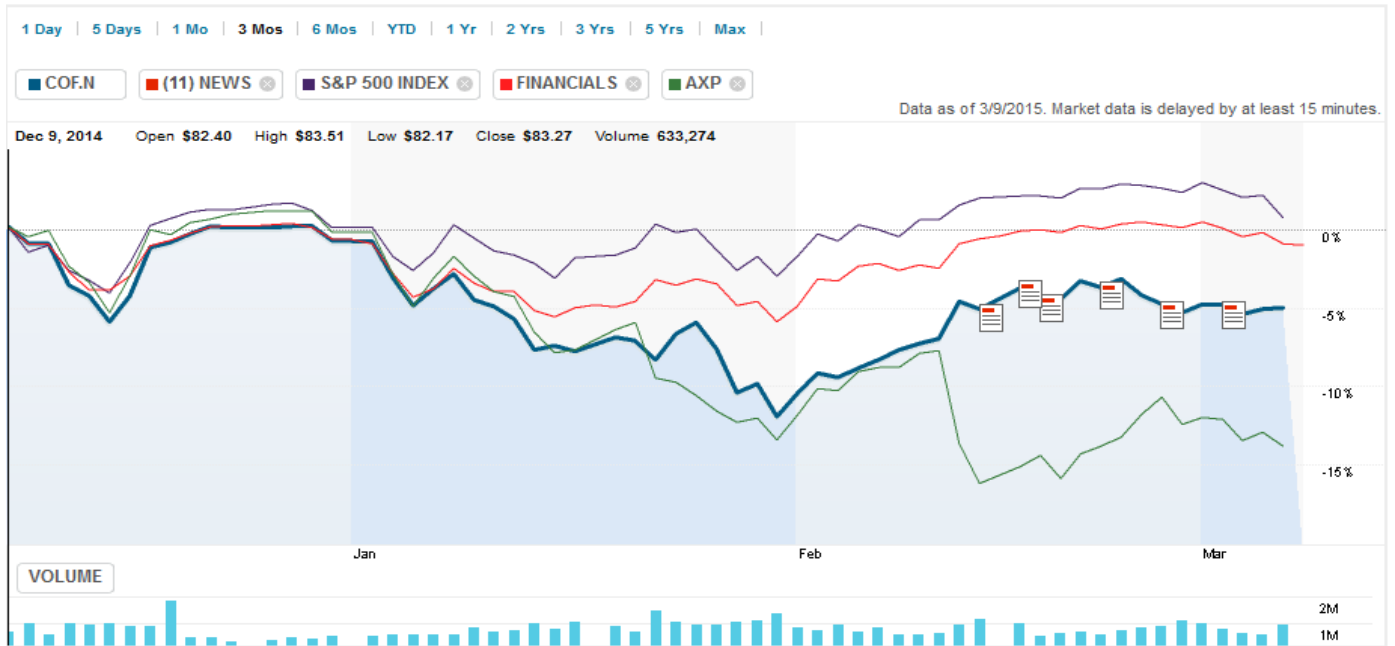 1 Day | 5 Days | 1 Mo | 3 Mos | 6 Mos | YTD | 1 Yr | 2 Yrs | 3 Yrs | 5 Yrs | Max |
COF.N (11) NEWS S&P 500 INDEX FINANCIALS AXP
Data as of 3/9/2015. Market data is delayed by at least 15 minutes.
Dec 9, 2014 Open $82.40 High $83.51 Low $82.17 Close $83.27 Volume 633,274
0%
-5%
-10%
-15%
Jan Feb Mar
VOLUME
2M
1M